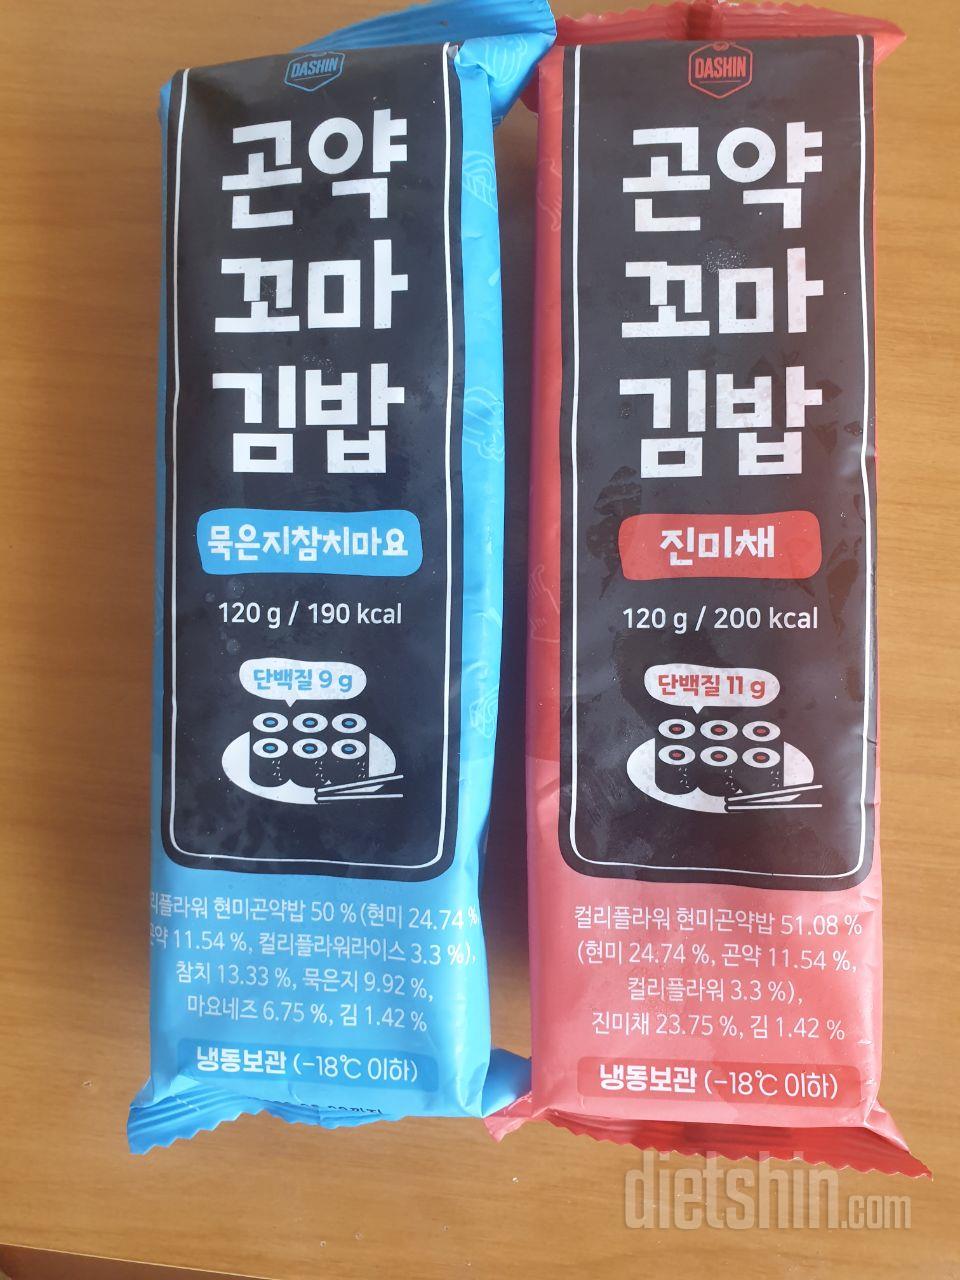 DASHIN
곤약
꼬마
김밥
묵은지참치마요
120 g / 190 kcal
단백질 9 g
현미곤약밥 50 % (현미 24.74 %
11.54 %, 컬리플라워라이스 3.3 %),
참치 13.33 %, 묵은지 9.92 %,
마요네즈 6.75 %, 김 1.42 %
냉동보관 (-18℃ 이하)
DASHIN
곤약
꼬마
김밥
진미채
120 g / 200 kcal
단백질 11 g
컬리플라워 현미곤약밥 51.08 %
(현미 24.74 %, 곤약 11.54 %,
컬리플라워 3.3 %),
진미채 23.75 %, 김 1.42 %
냉동보관 (-18℃ 이하)
dietshin.com